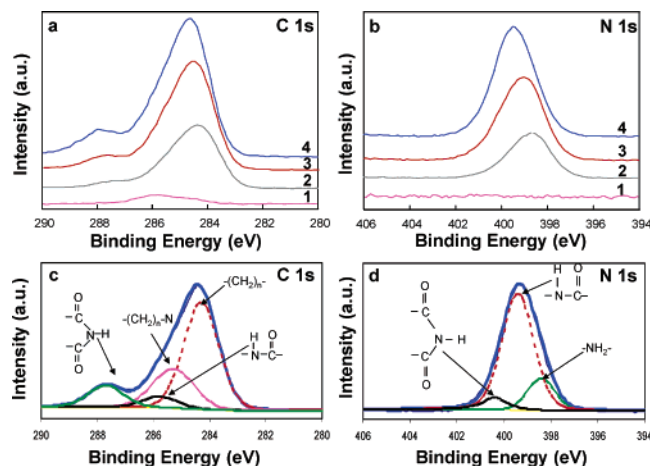 a
C 1s
Intensity (a.u.)
4
3
2
1
290 288 286 284 282 280
Binding Energy (eV)
b
N 1s
Intensity (a.u.)
4
3
2
1
406 404 402 400 398 396 394
Binding Energy (eV)
c
C 1s
Intensity (a.u.)
-(CH2)n-
-(CH2)n-N
O
-C
N-H
-C
O
H O
-N-C-
290 288 286 284 282 280
Binding Energy (eV)
d
N 1s
Intensity (a.u.)
H O
-N-C-
O
-C
N - H
-C
O
-NH2-
406 404 402 400 398 396 394
Binding Energy (eV)